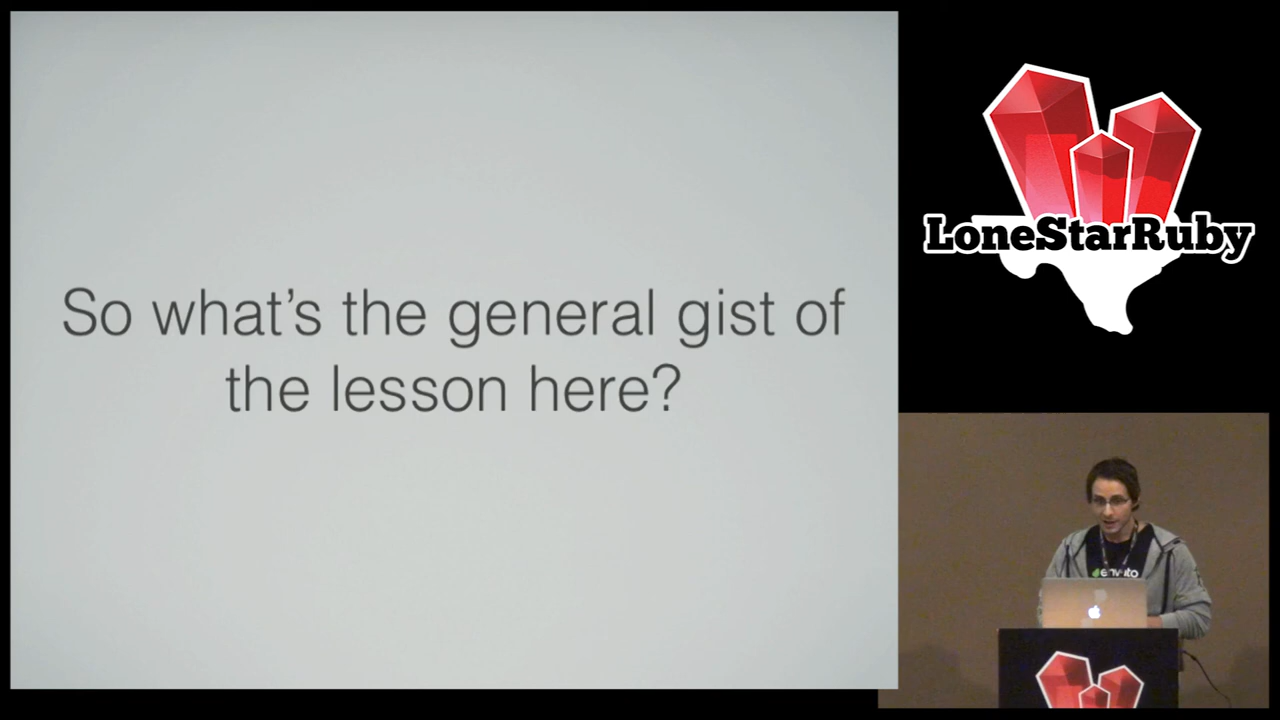 So what's the general gist of
the lesson here?
LoneStarRuby
envato